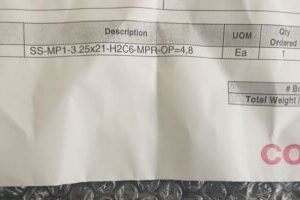 Description UOM Qty
Ordered
SS-MP1-3.25x21-H2C6-MPR-OP=4,8 Ea 1
# Bo
Total Weight
CO